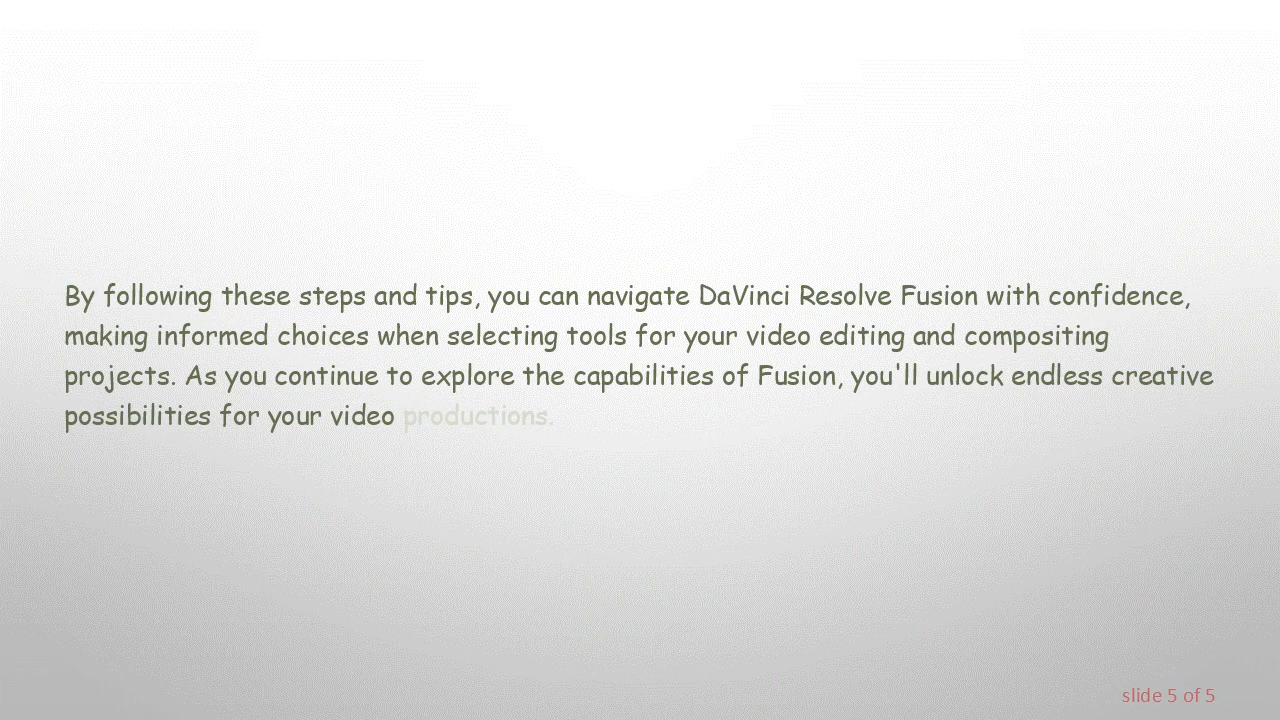 By following these steps and tips, you can navigate DaVinci Resolve Fusion with confidence,
making informed choices when selecting tools for your video editing and compositing
projects. As you continue to explore the capabilities of Fusion, you'll unlock endless creative
possibilities for your video productions.
slide 5 of 5